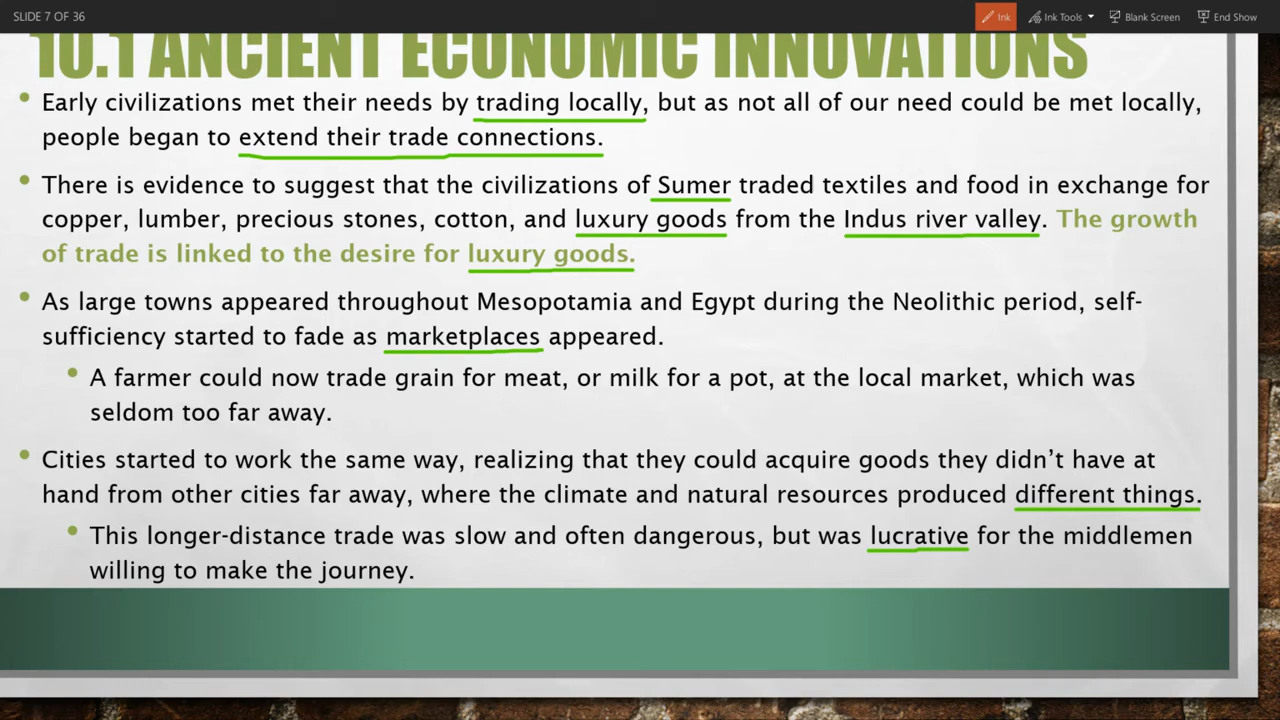 SLIDE 7 OF 36
Ink
Ink Tools
Blank Screen
End Show
10.1 ANCIENT ECONOMIC INNOVATIONS
• Early civilizations met their needs by trading locally, but as not all of our need could be met locally,
people began to extend their trade connections.
• There is evidence to suggest that the civilizations of Sumer traded textiles and food in exchange for
copper, lumber, precious stones, cotton, and luxury goods from the Indus river valley. The growth
of trade is linked to the desire for luxury goods.
• As large towns appeared throughout Mesopotamia and Egypt during the Neolithic period, self-
sufficiency started to fade as marketplaces appeared.
• A farmer could now trade grain for meat, or milk for a pot, at the local market, which was
seldom too far away.
• Cities started to work the same way, realizing that they could acquire goods they didn’t have at
hand from other cities far away, where the climate and natural resources produced different things.
• This longer-distance trade was slow and often dangerous, but was lucrative for the middlemen
willing to make the journey.